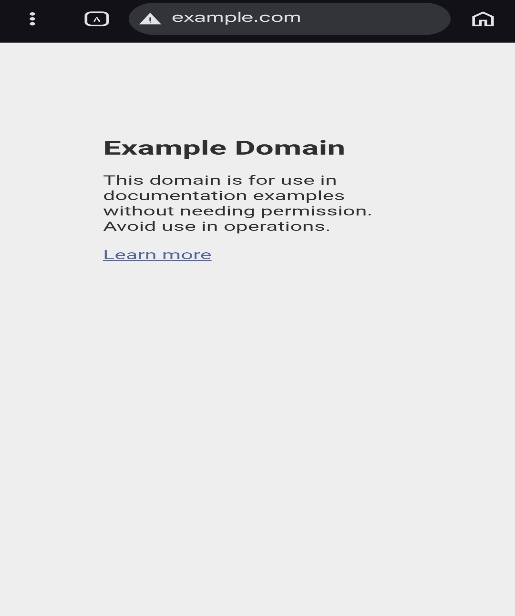 example.com
Example Domain
This domain is for use in
documentation examples
without needing permission.
Avoid use in operations.
Learn more